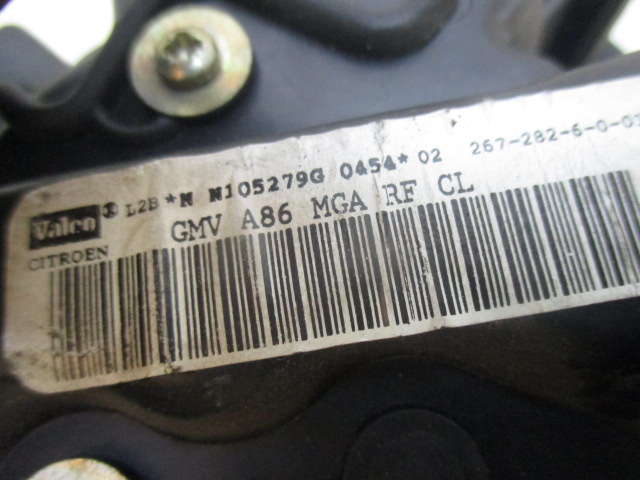 Valeo® L2B *N N105279G 0454* 02 267-282-6-0-01
CITROEN GMV A86 MGA RF CL